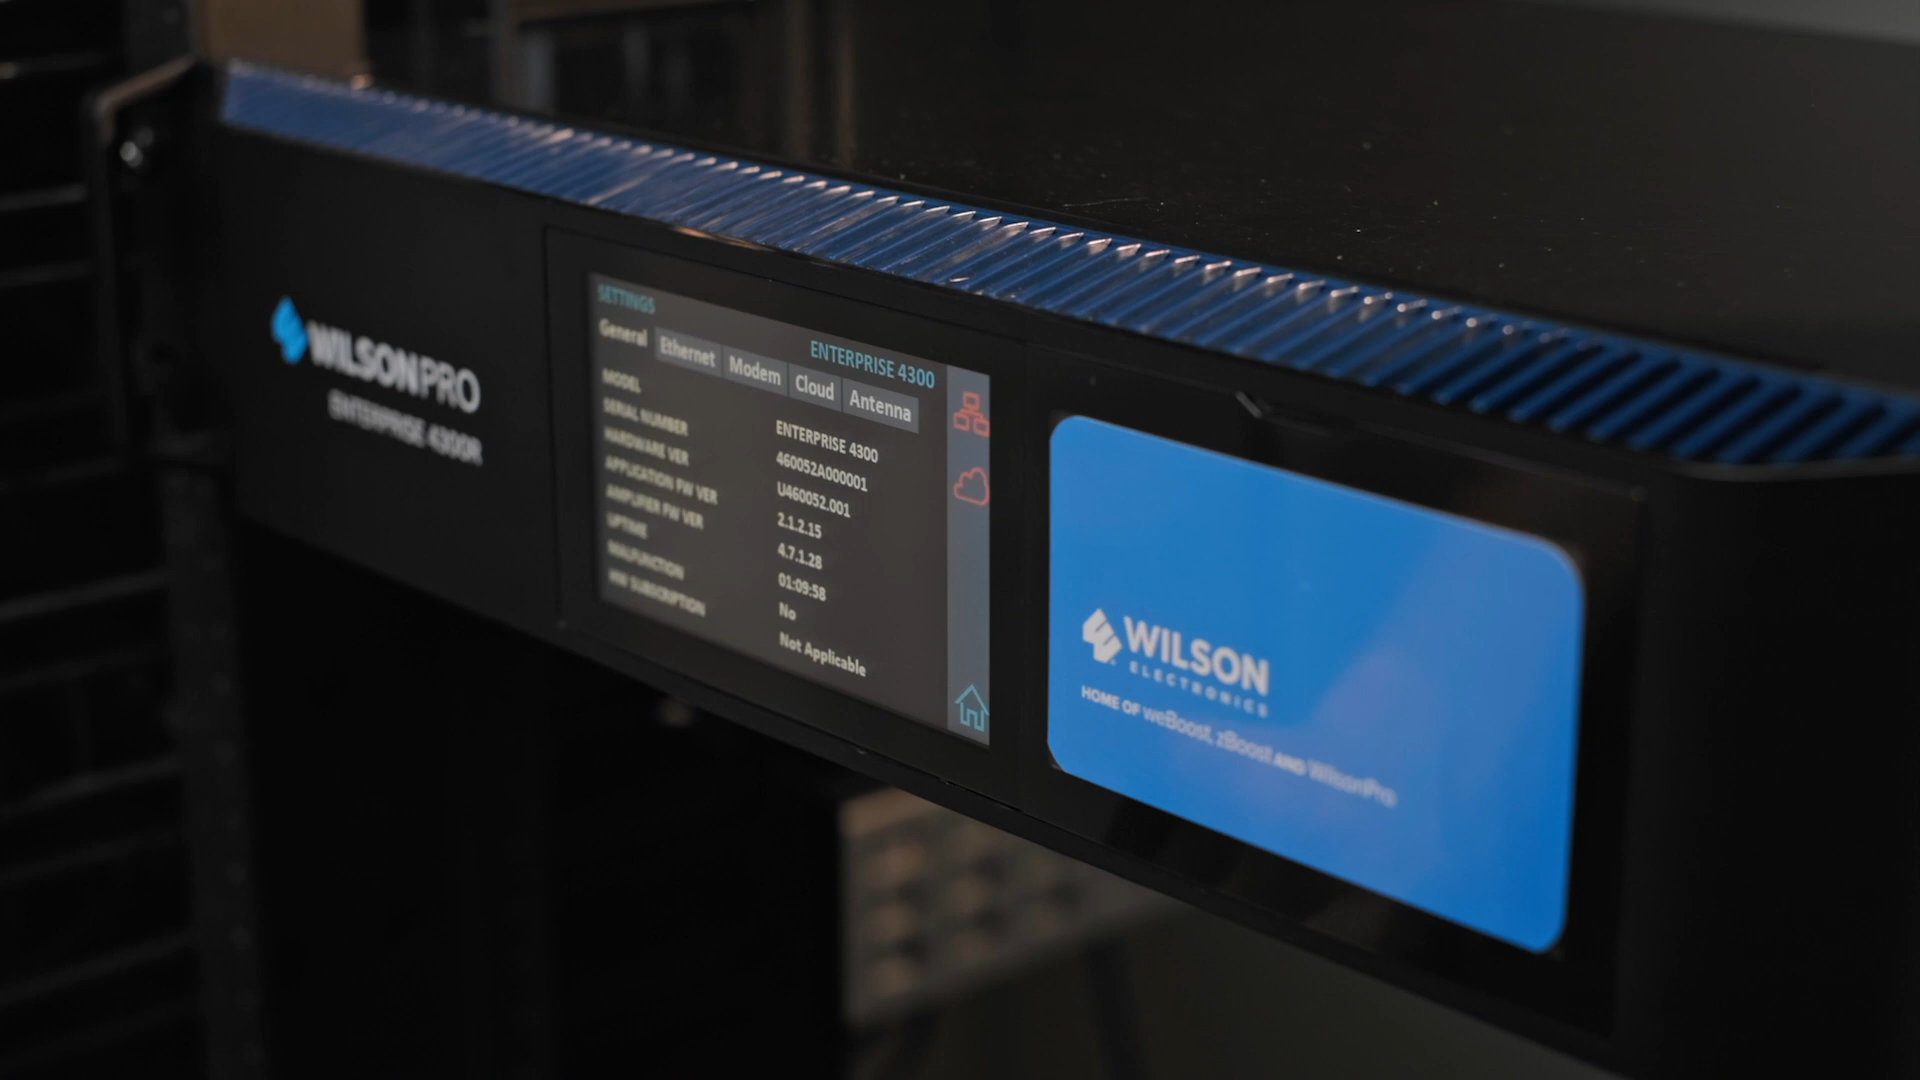 WILSONPRO
ENTERPRISE 4300R
SETTINGS
ENTERPRISE 4300
General Ethernet Modem Cloud Antenna
MODEL ENTERPRISE 4300
SERIAL NUMBER 460052A000001
HARDWARE VER U460052.001
APPLICATION FW VER 2.1.2.15
AMPLIFIER FW VER 4.7.1.28
UPTIME 01:09:58
MALFUNCTION No
HW SUBSCRIPTION Not Applicable
WILSON
ELECTRONICS
HOME OF weBoost, zBoost AND WilsonPro